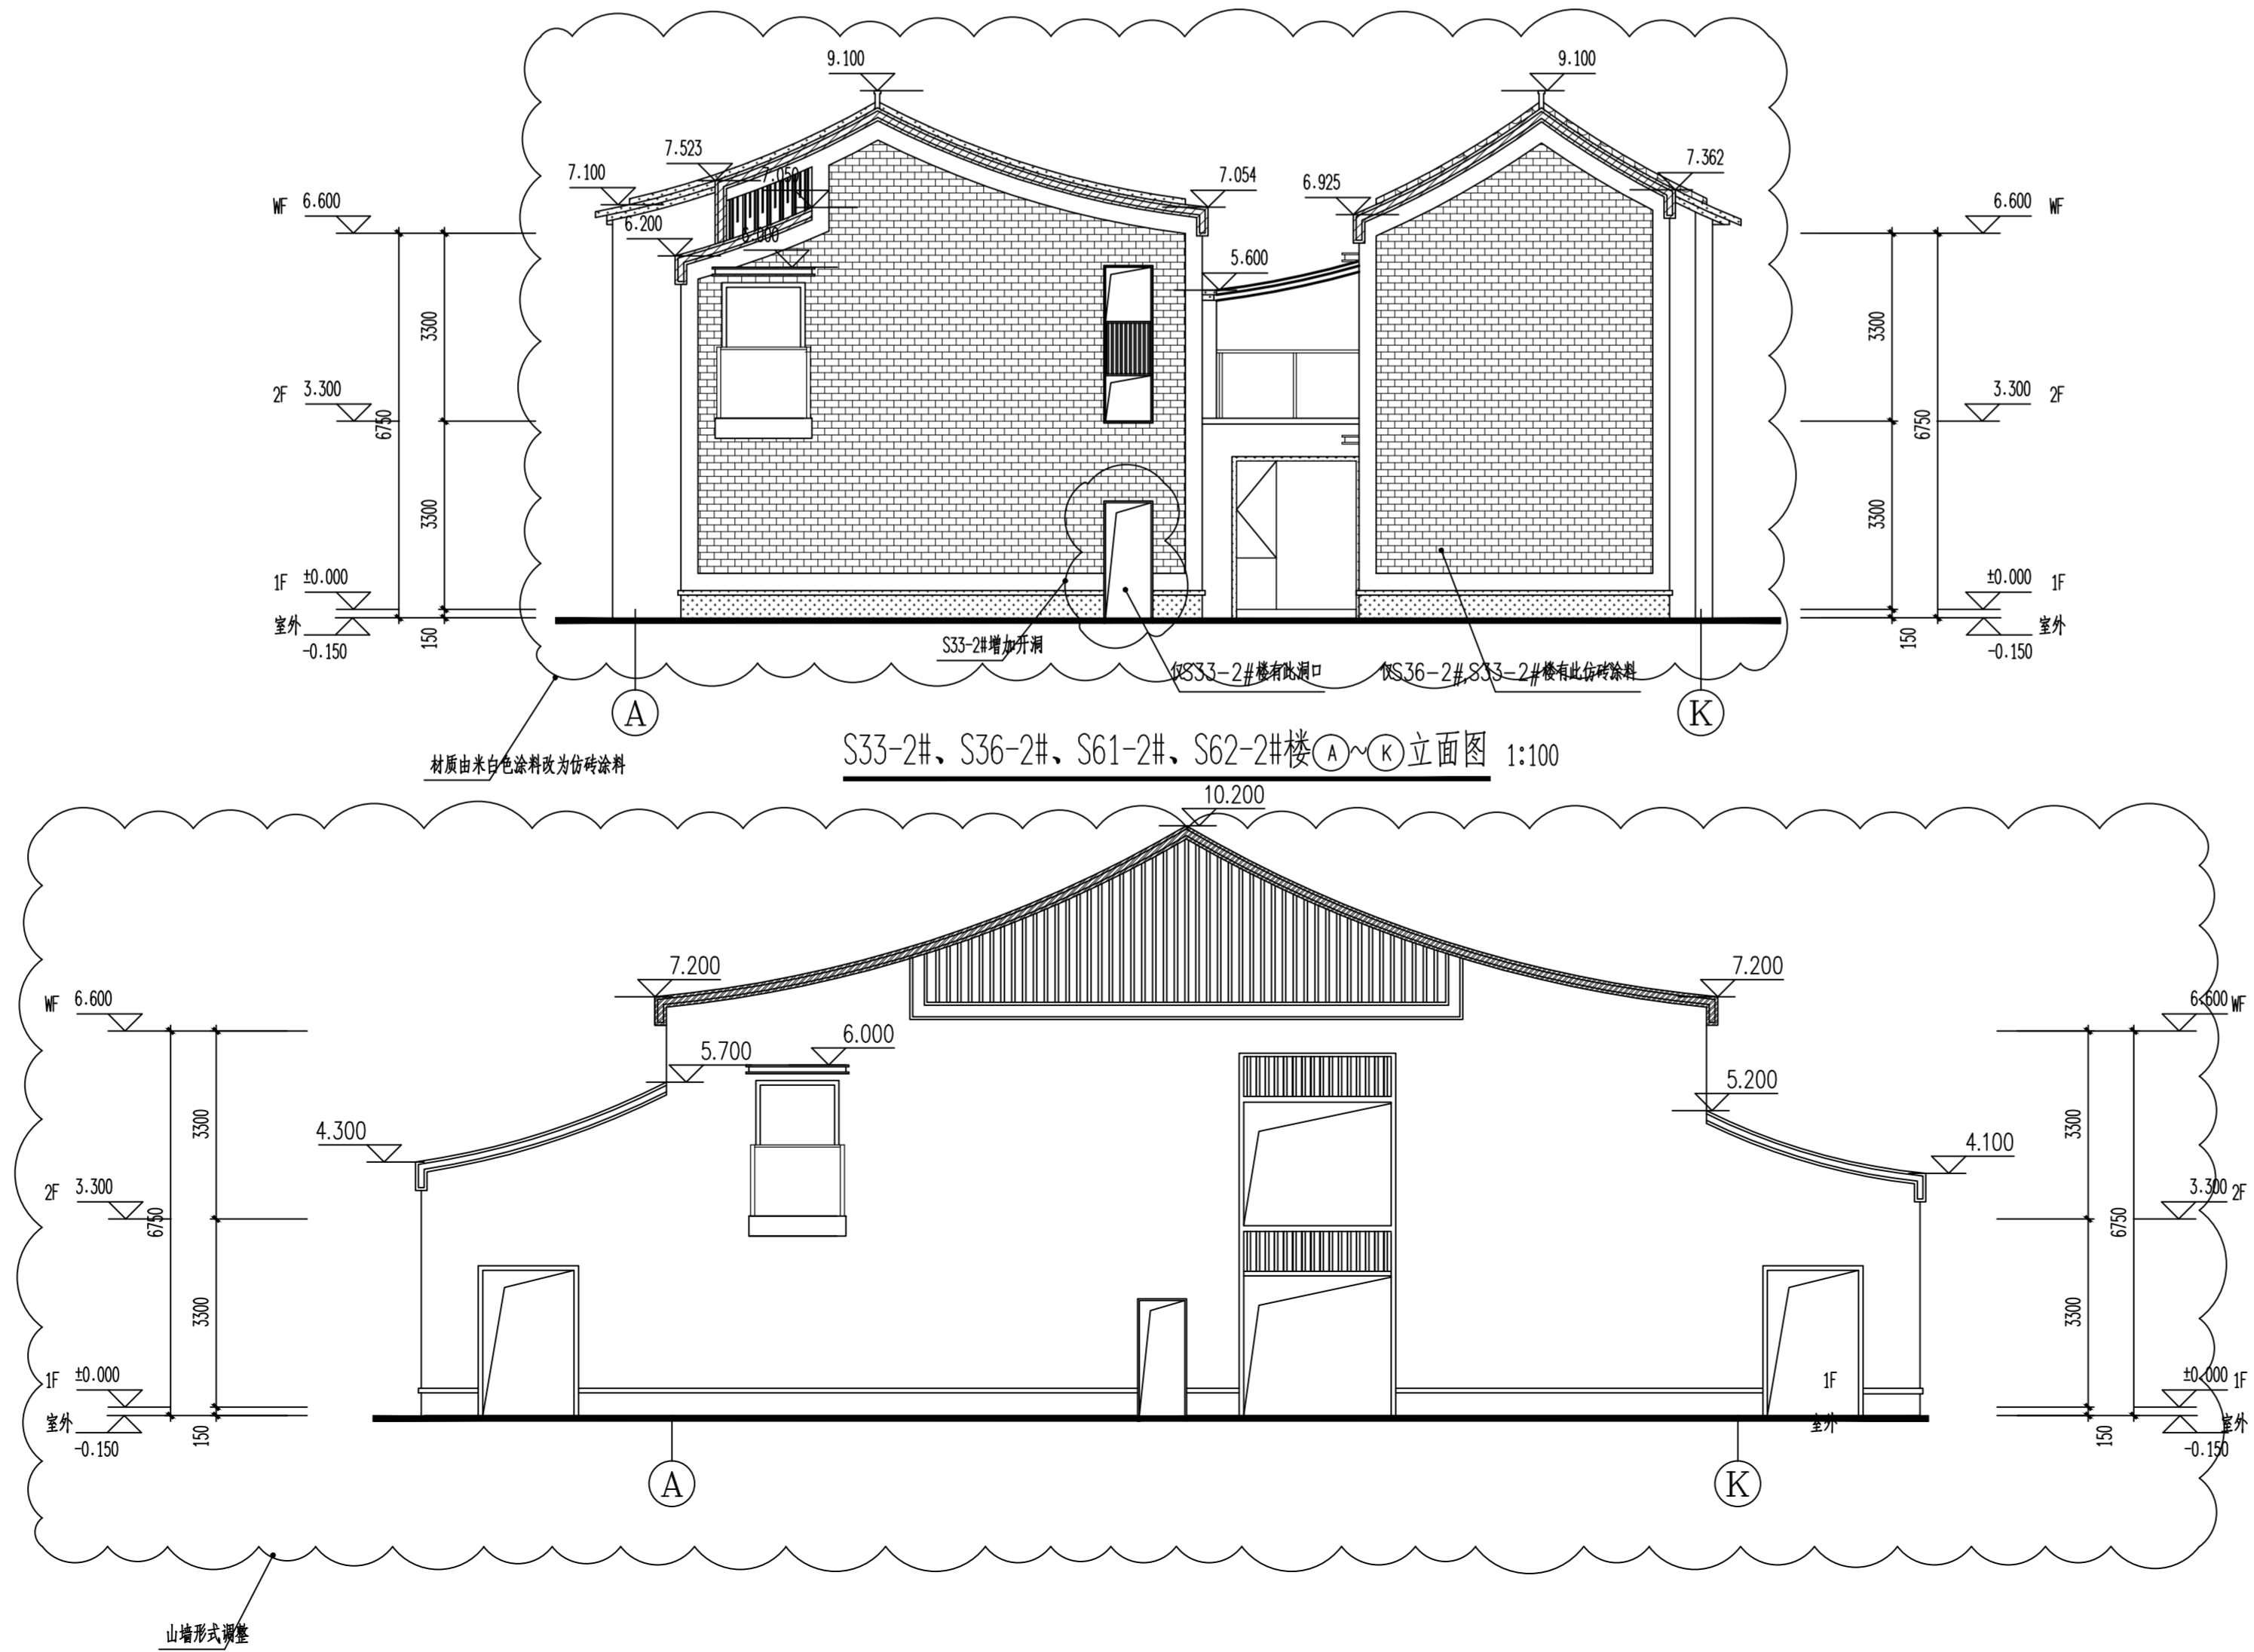 9.100
9.100
7.523
7.100
7.050
7.054
6.925
7.362
WF 6.600
6.600 WF
6.200
6.000
5.600
3300
3300
2F 3.300
3.300 2F
6750
6750
3300
3300
1F ±0.000
±0.000 1F
室外
室外
-0.150
-0.150
150
150
S33-2#增加开洞
仅S33-2#楼有此洞口
仅S36-2#,S33-2#楼有此仿砖涂料
A
K
材质由米白色涂料改为仿砖涂料
S33-2#、S36-2#、S61-2#、S62-2#楼A~K立面图 1:100
10.200
7.200
7.200
WF 6.600
6.600 WF
5.700
6.000
5.200
4.300
4.100
3300
3300
2F 3.300
3.300 2F
6750
6750
3300
3300
1F ±0.000
1F
±0.000 1F
室外
室外
室外
-0.150
-0.150
150
150
A
K
山墙形式调整